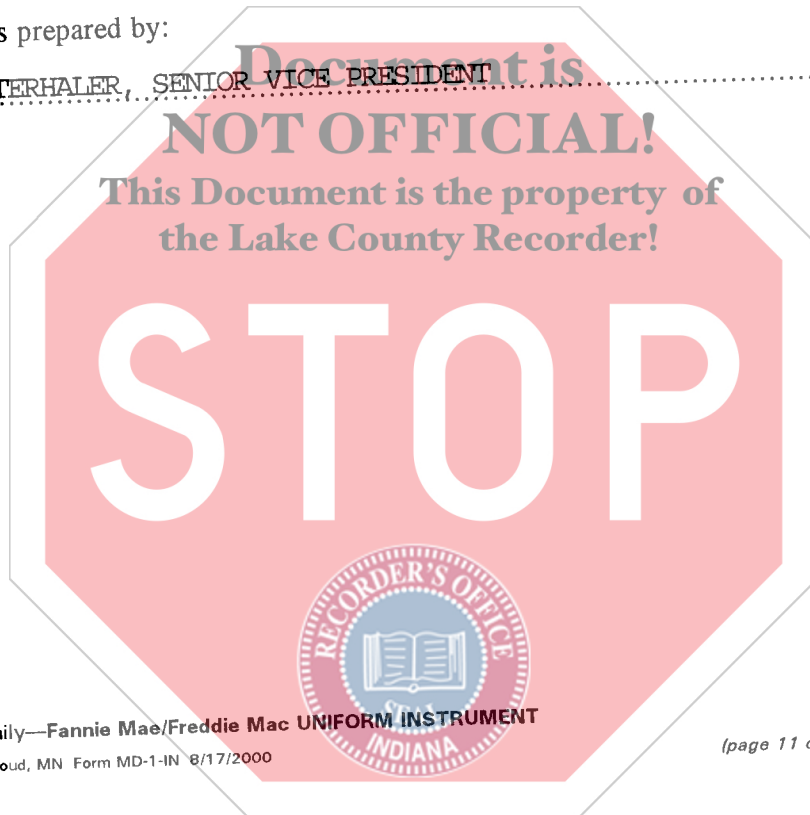 s prepared by:
TERHALER, SENIOR VICE PRESIDENT
Document is
NOT OFFICIAL!
This Document is the property of
the Lake County Recorder!
STOP
RECORDER'S OFFICE
SEAL
INDIANA
ily—Fannie Mae/Freddie Mac UNIFORM INSTRUMENT
oud, MN Form MD-1-IN 8/17/2000
(page 11 o